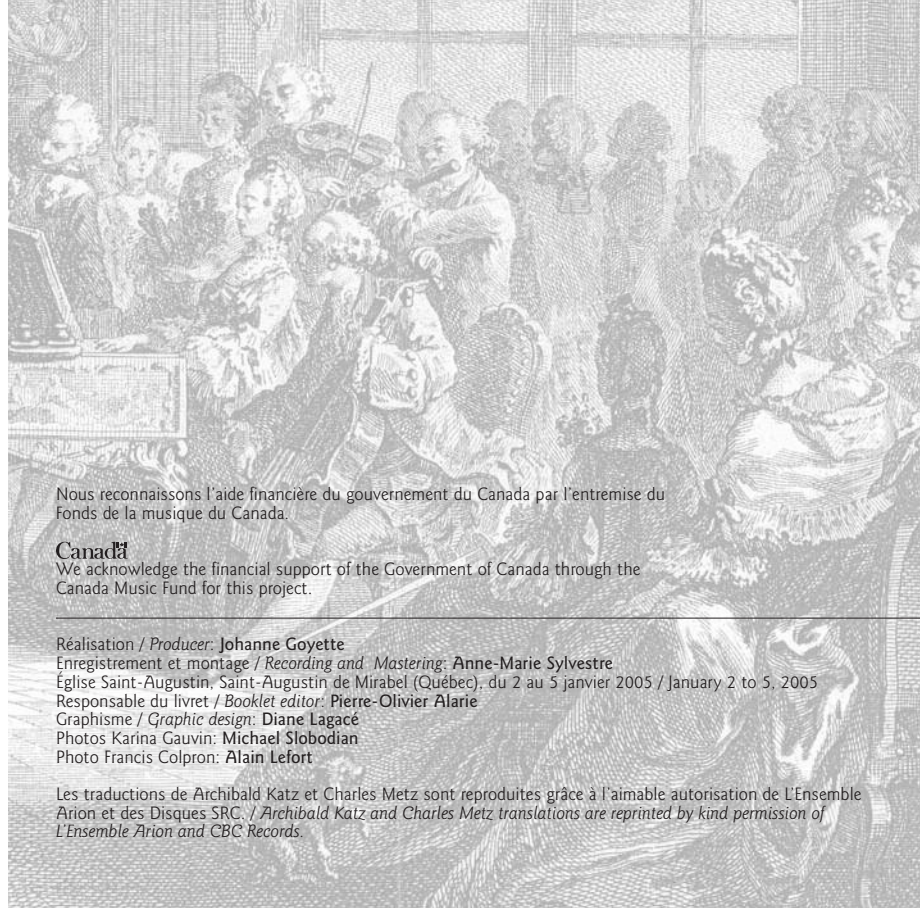 Nous reconnaissons l'aide financière du gouvernement du Canada par l'entremise du
Fonds de la musique du Canada.
Canada
We acknowledge the financial support of the Government of Canada through the
Canada Music Fund for this project.
Réalisation / Producer: Johanne Goyette
Enregistrement et montage / Recording and Mastering: Anne-Marie Sylvestre
Église Saint-Augustin, Saint-Augustin de Mirabel (Québec), du 2 au 5 janvier 2005 / January 2 to 5, 2005
Responsable du livret / Booklet editor: Pierre-Olivier Alarie
Graphisme / Graphic design: Diane Lagacé
Photos Karina Gauvin: Michael Slobodian
Photo Francis Colpron: Alain Lefort
Les traductions de Archibald Katz et Charles Metz sont reproduites grâce à l'aimable autorisation de L'Ensemble
Arion et des Disques SRC. / Archibald Katz and Charles Metz translations are reprinted by kind permission of
L'Ensemble Arion and CBC Records.